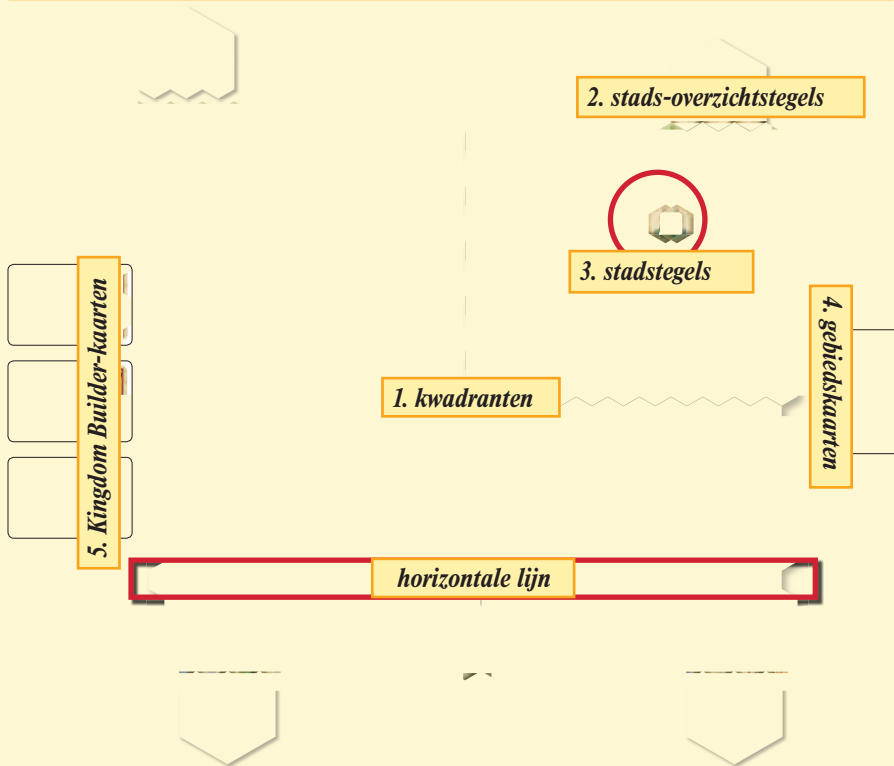 2. stads-overzichtstegels
3. stadstegels
4. gebiedskaarten
5. Kingdom Builder-kaarten
1. kwadranten
horizontale lijn